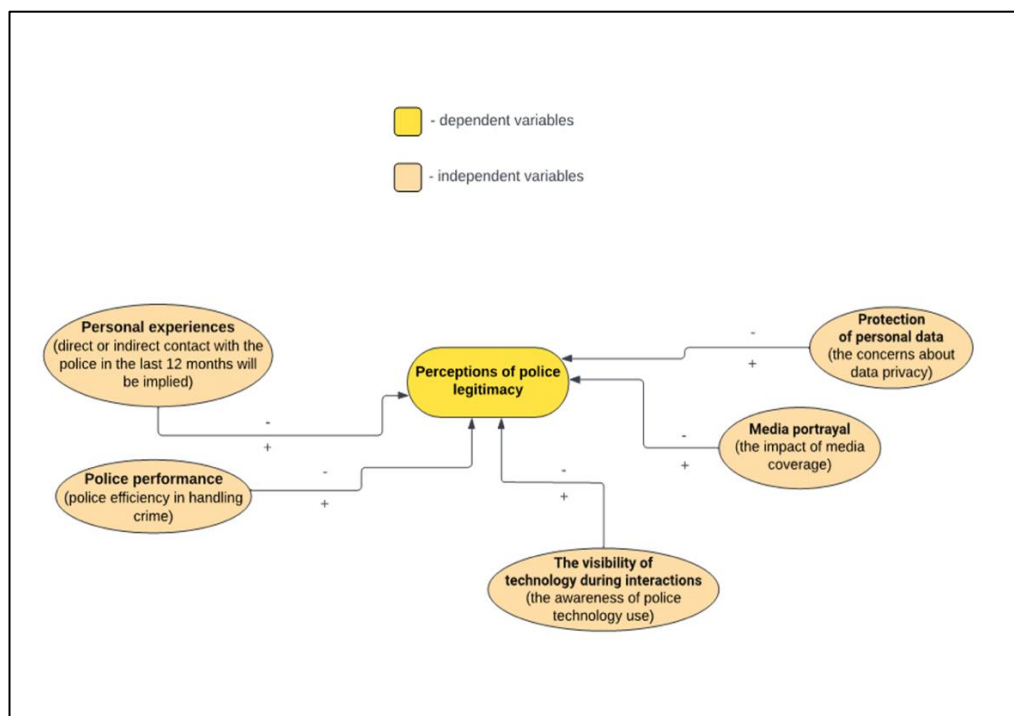 - dependent variables
- independent variables
Personal experiences
(direct or indirect contact with the
police in the last 12 months will
be implied)
-
+
Police performance
(police efficiency in handling
crime)
-
+
Perceptions of police
legitimacy
-
+
The visibility of
technology during interactions
(the awareness of police
technology use)
-
+
Protection
of personal data
(the concerns about
data privacy)
-
+
Media portrayal
(the impact of media
coverage)